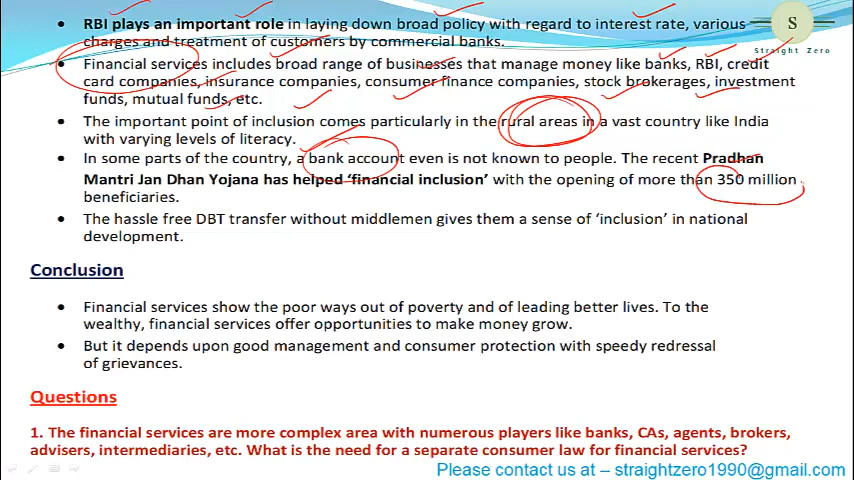 RBI plays an important role in laying down broad policy with regard to interest rate, various
charges and treatment of customers by commercial banks.
S
Straight Zero
Financial services includes broad range of businesses that manage money like banks, RBI, credit
card companies, insurance companies, consumer finance companies, stock brokerages, investment
funds, mutual funds, etc.
The important point of inclusion comes particularly in the rural areas in a vast country like India
with varying levels of literacy.
In some parts of the country, a bank account even is not known to people. The recent Pradhan
Mantri Jan Dhan Yojana has helped ‘financial inclusion’ with the opening of more than 350 million
beneficiaries.
The hassle free DBT transfer without middlemen gives them a sense of ‘inclusion’ in national
development.
Conclusion
Financial services show the poor ways out of poverty and of leading better lives. To the
wealthy, financial services offer opportunities to make money grow.
But it depends upon good management and consumer protection with speedy redressal
of grievances.
Questions
1. The financial services are more complex area with numerous players like banks, CAs, agents, brokers,
advisers, intermediaries, etc. What is the need for a separate consumer law for financial services?
Please contact us at – straightzero1990@gmail.com